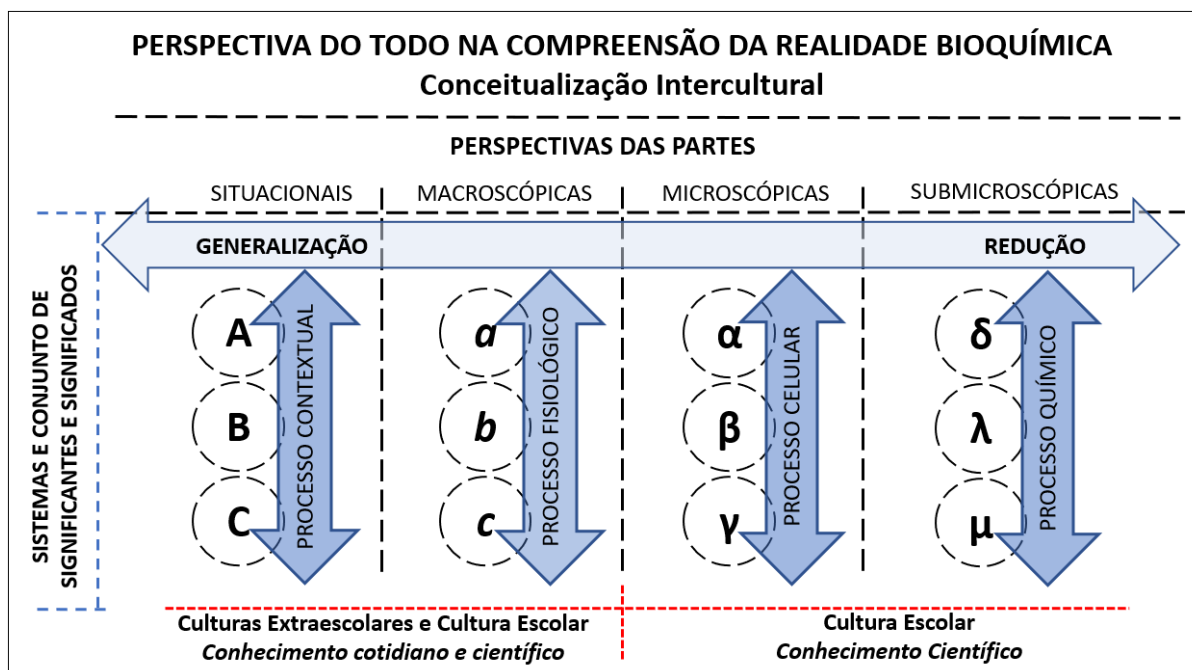 PERSPECTIVA DO TODO NA COMPREENSÃO DA REALIDADE BIOQUÍMICA
Conceitualização Intercultural
PERSPECTIVAS DAS PARTES
SITUACIONAIS
MACROSCÓPICAS
MICROSCÓPICAS
SUBMICROSCÓPICAS
GENERALIZAÇÃO
REDUÇÃO
SISTEMAS E CONJUNTO DE
SIGNIFICANTES E SIGNIFICADOS
A
B
C
PROCESSO CONTEXTUAL
a
b
c
PROCESSO FISIOLÓGICO
α
β
γ
PROCESSO CELULAR
δ
λ
μ
PROCESSO QUÍMICO
Culturas Extraescolares e Cultura Escolar
Conhecimento cotidiano e científico
Cultura Escolar
Conhecimento Científico